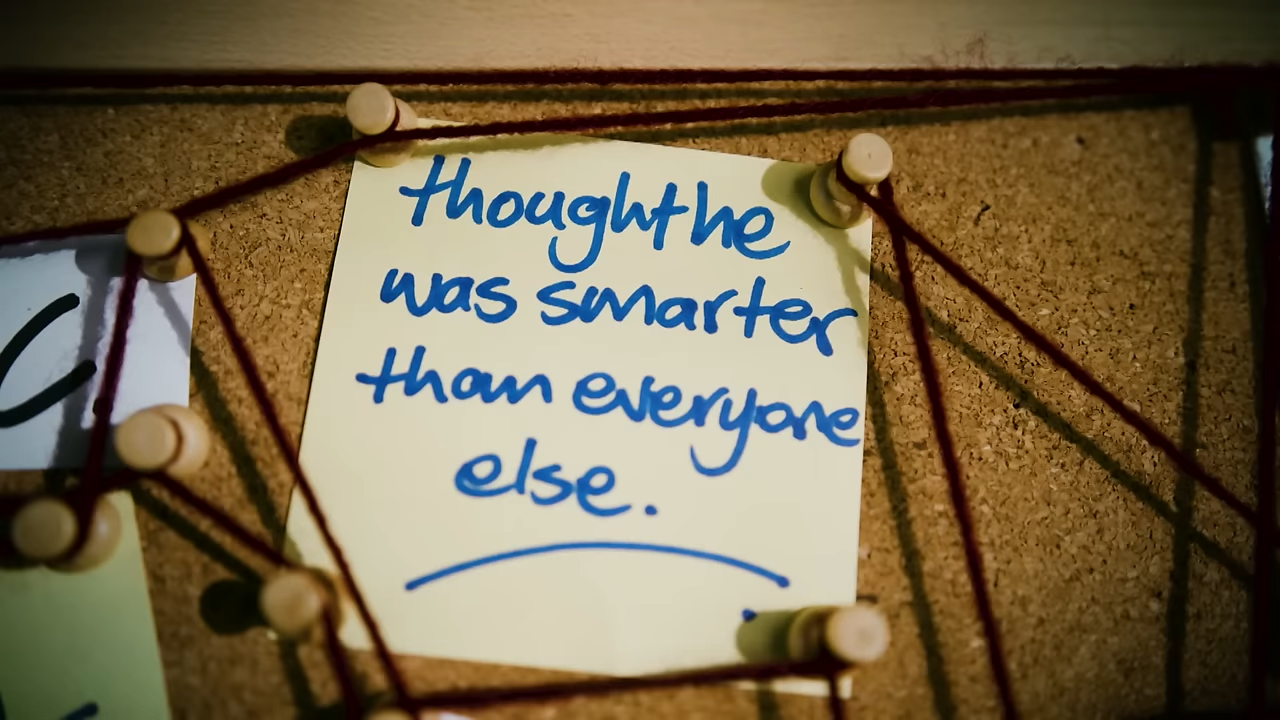 thought he
was smarter
than everyone
else.